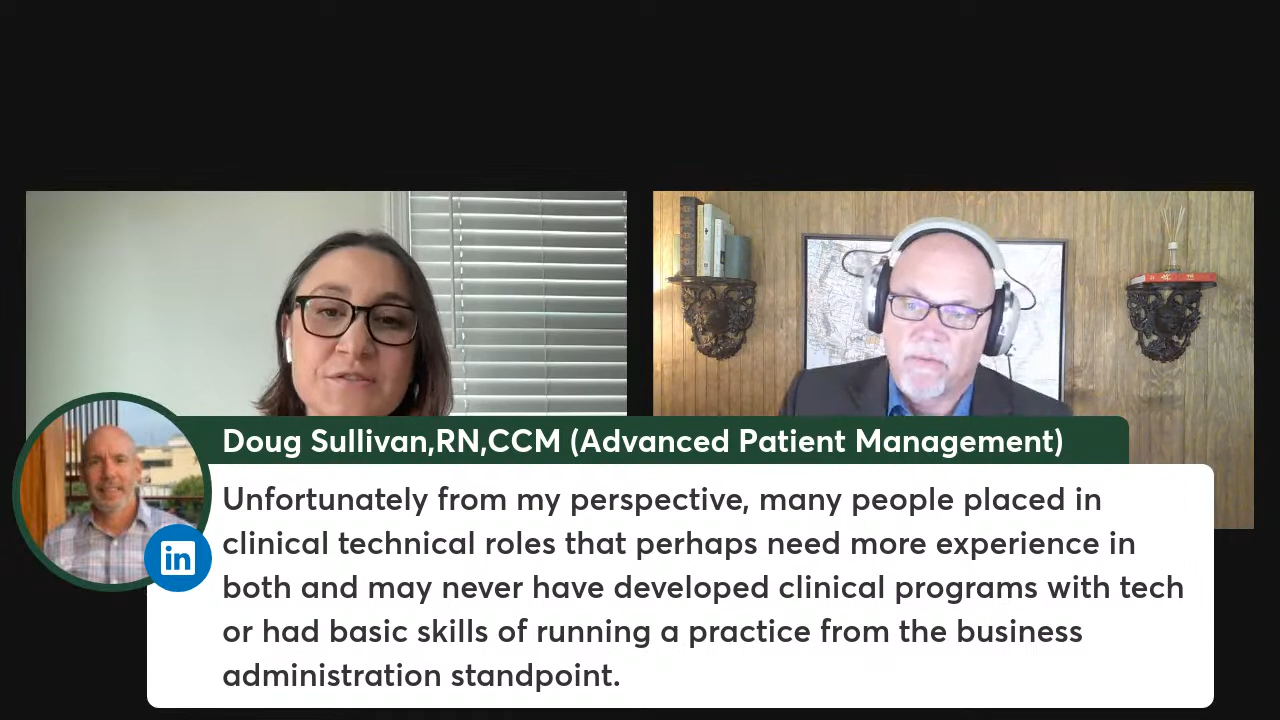 Doug Sullivan,RN,CCM (Advanced Patient Management)
Unfortunately from my perspective, many people placed in
clinical technical roles that perhaps need more experience in
both and may never have developed clinical programs with tech
or had basic skills of running a practice from the business
administration standpoint.
in